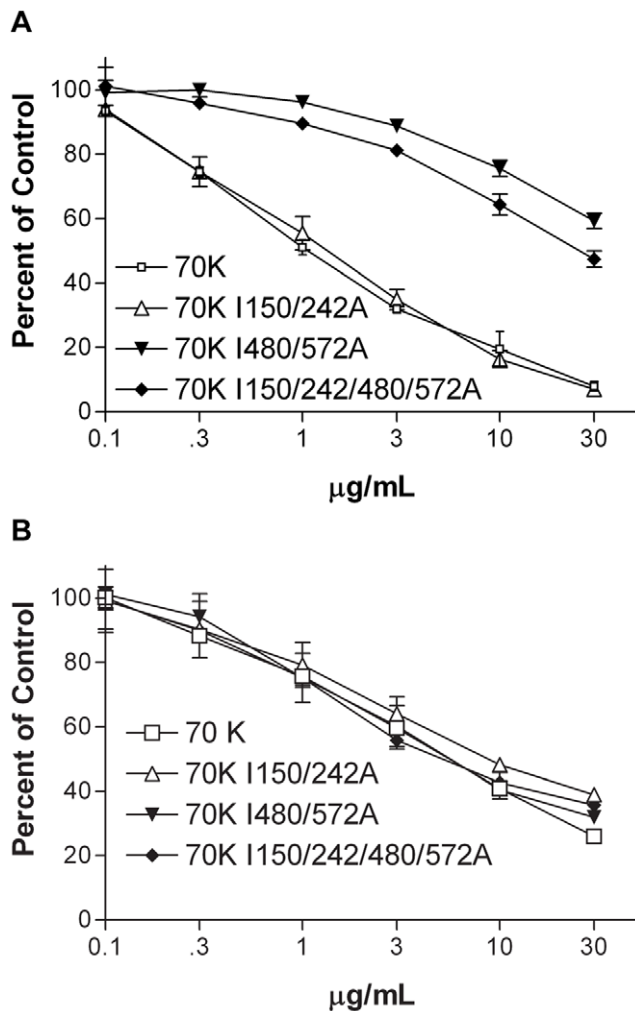 A
Percent of Control
100
80
60
40
20
0
70K
70K I150/242A
70K I480/572A
70K I150/242/480/572A
0.1 .3 1 3 10 30
μg/mL
B
Percent of Control
100
80
60
40
20
0
70 K
70K I150/242A
70K I480/572A
70K I150/242/480/572A
0.1 .3 1 3 10 30
μg/mL